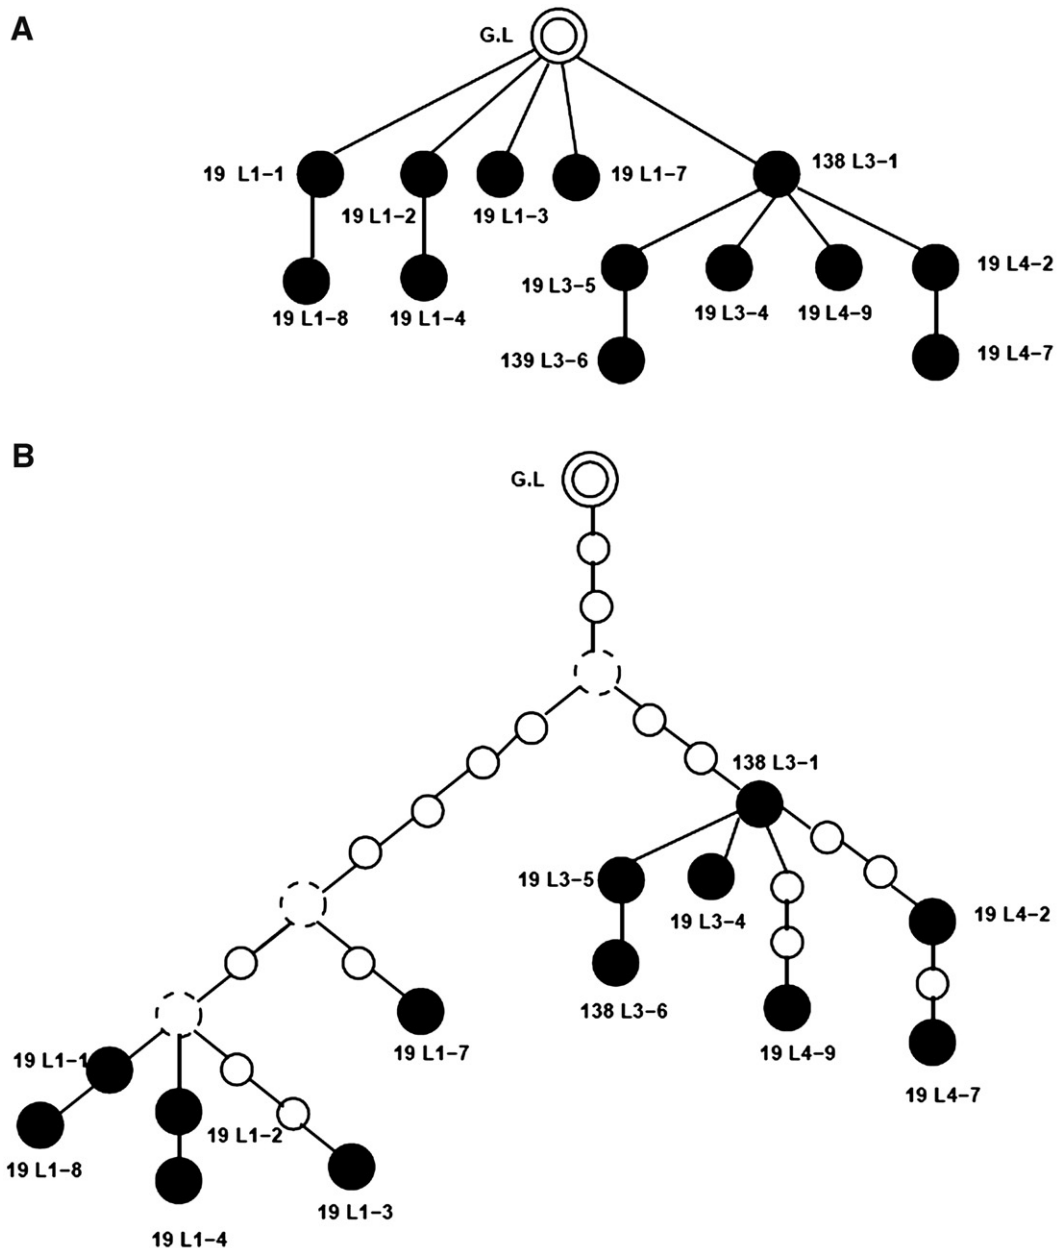 A
G.L
19 L1-1
19 L1-2
19 L1-3
19 L1-7
138 L3-1
19 L1-8
19 L1-4
19 L3-5
19 L3-4
19 L4-9
19 L4-2
139 L3-6
19 L4-7
B
G.L
138 L3-1
19 L3-5
19 L3-4
19 L4-2
138 L3-6
19 L4-9
19 L1-7
19 L4-7
19 L1-1
19 L1-2
19 L1-8
19 L1-3
19 L1-4